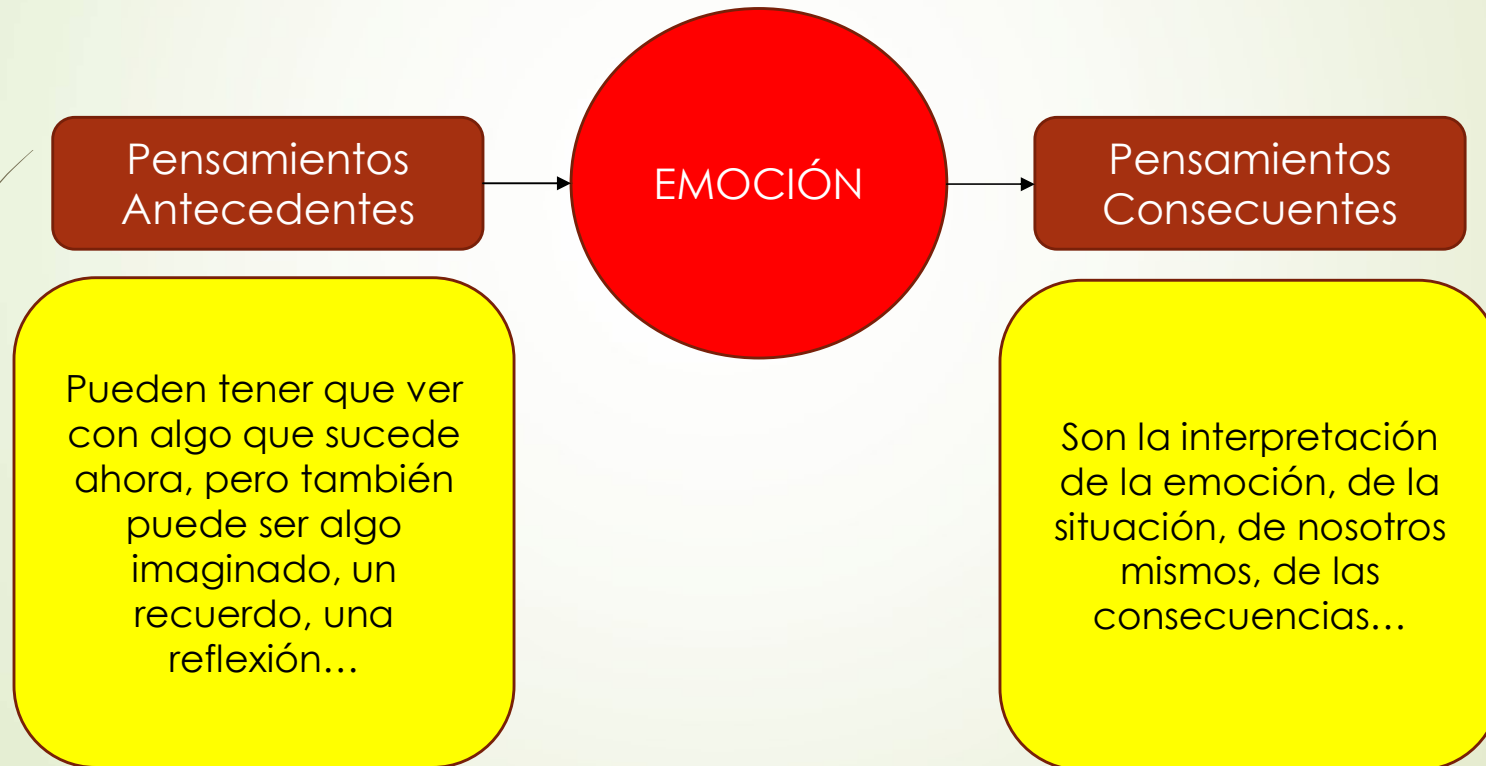 Pensamientos
Antecedentes
EMOCIÓN
Pensamientos
Consecuentes
Pueden tener que ver
con algo que sucede
ahora, pero también
puede ser algo
imaginado, un
recuerdo, una
reflexión…
Son la interpretación
de la emoción, de la
situación, de nosotros
mismos, de las
consecuencias…